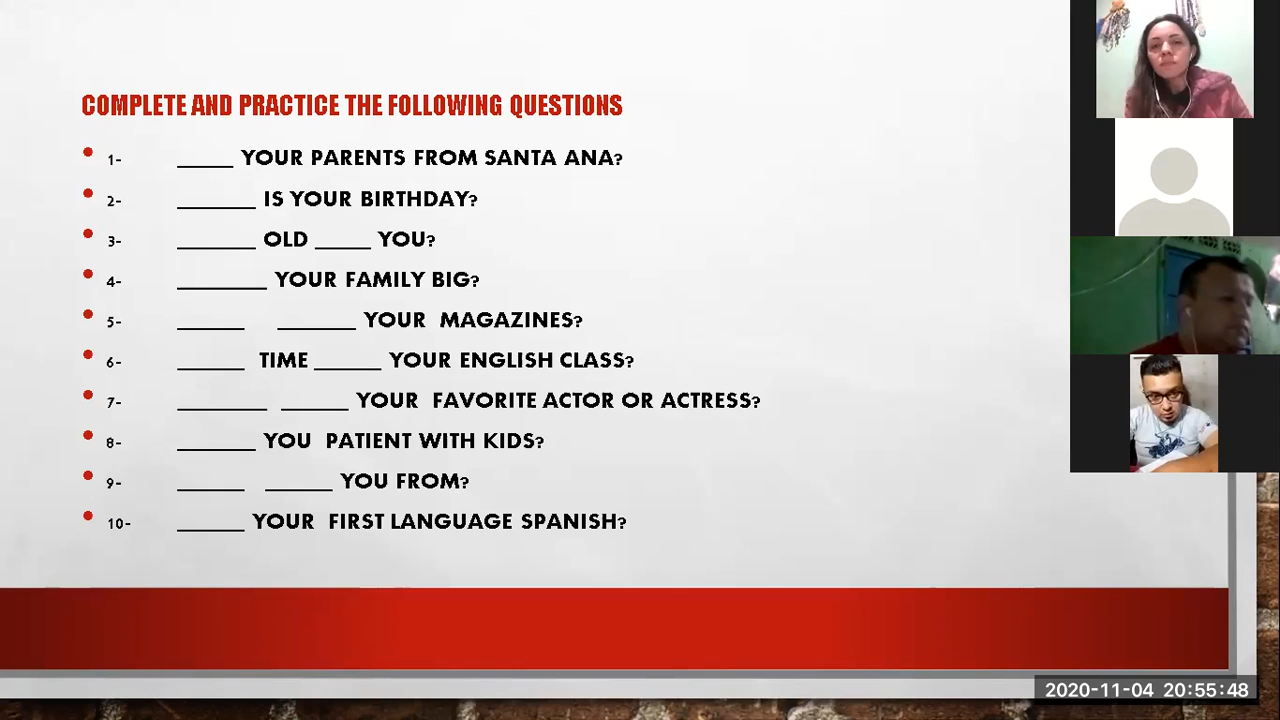 COMPLETE AND PRACTICE THE FOLLOWING QUESTIONS
• 1- _____ YOUR PARENTS FROM SANTA ANA?
• 2- _______ IS YOUR BIRTHDAY?
• 3- _______ OLD _____ YOU?
• 4- ________ YOUR FAMILY BIG?
• 5- ______ _______ YOUR MAGAZINES?
• 6- ______ TIME ______ YOUR ENGLISH CLASS?
• 7- ________ ______ YOUR FAVORITE ACTOR OR ACTRESS?
• 8- _______ YOU PATIENT WITH KIDS?
• 9- ______ ______ YOU FROM?
• 10- ______ YOUR FIRST LANGUAGE SPANISH?
2020-11-04 20:55:48